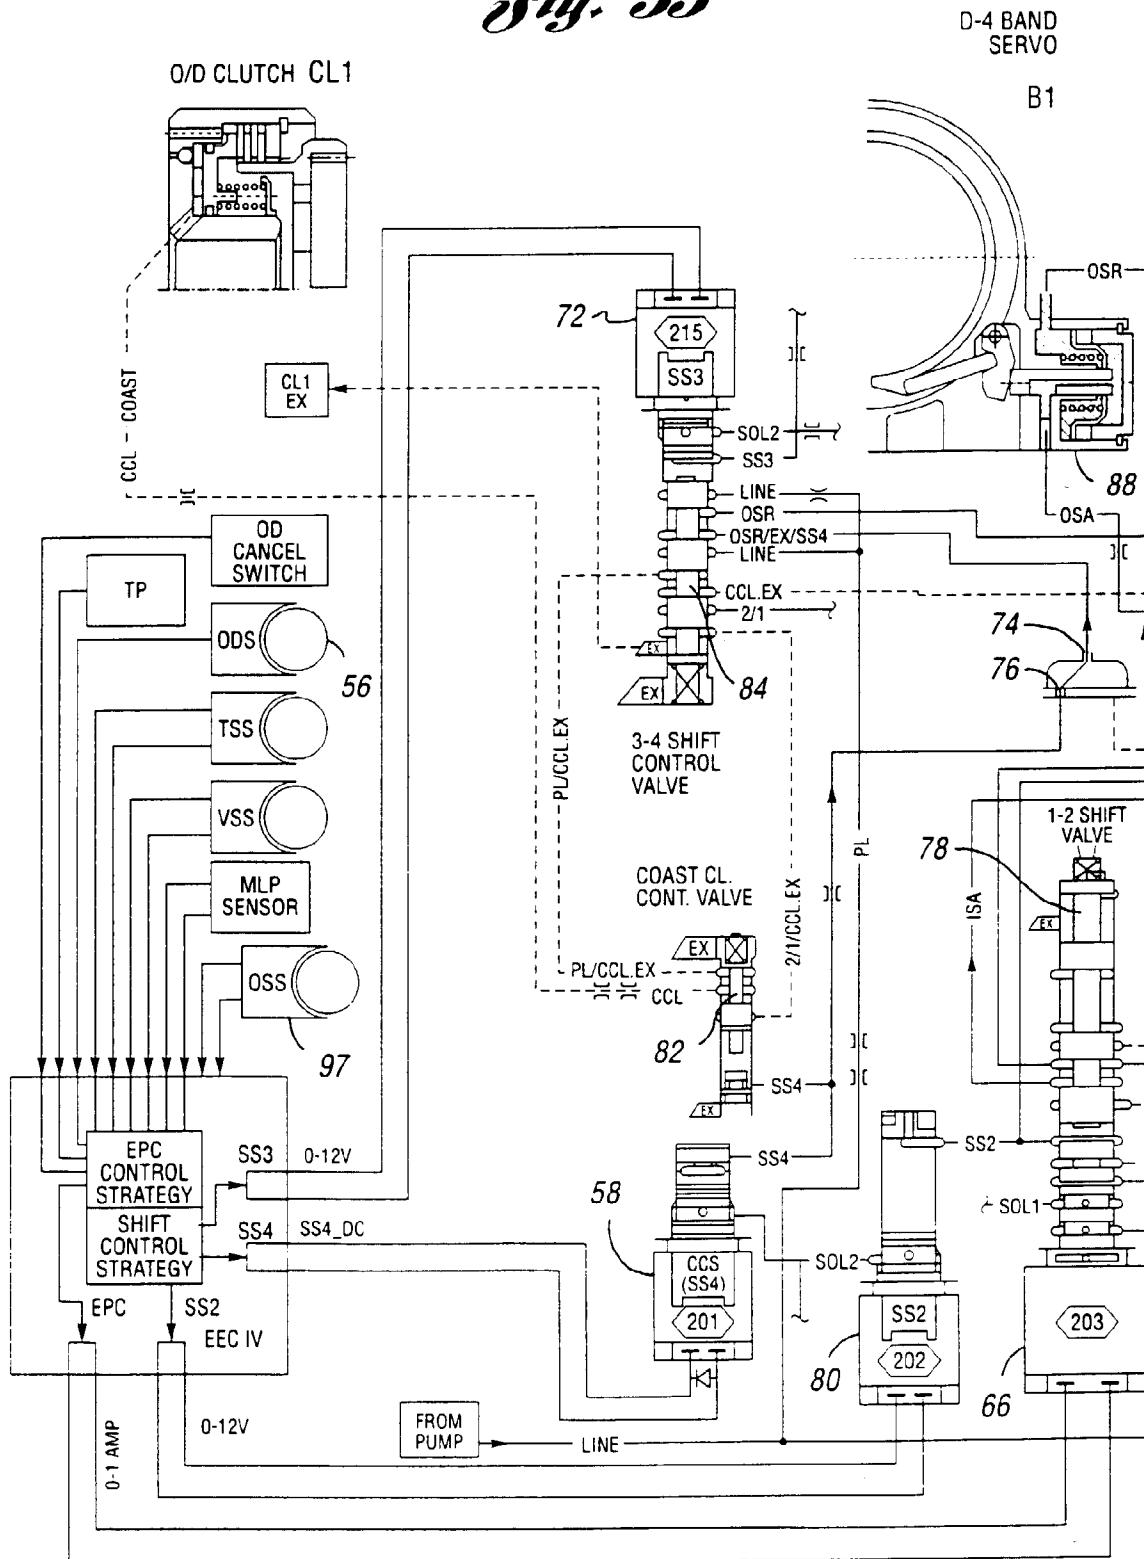 Fig. 33
D-4 BAND
SERVO
B1
O/D CLUTCH CL1
OSR
72
215
SS3
CL1
EX
CCL - COAST
SOL2
SS3
88
LINE
OSR
OSR/EX/SS4
LINE
OSA
OD
CANCEL
SWITCH
TP
CCL.EX
2/1
ODS
56
74
EX
76
EX
84
TSS
3-4 SHIFT
CONTROL
VALVE
PL/CCL.EX
VSS
1-2 SHIFT
VALVE
78
PL
COAST CL.
CONT. VALVE
MLP
SENSOR
2/1/CCL.EX
ISA
EX
EX
OSS
PL/CCL.EX
CCL
82
97
SS4
EX
EPC
CONTROL
STRATEGY
SS3
0-12V
SS4
SS2
58
SOL1
SHIFT
CONTROL
STRATEGY
SS4
SS4_DC
CCS
(SS4)
201
SOL2
SS2
202
203
EPC
SS2
EEC IV
80
66
0-1 AMP
0-12V
FROM
PUMP
LINE